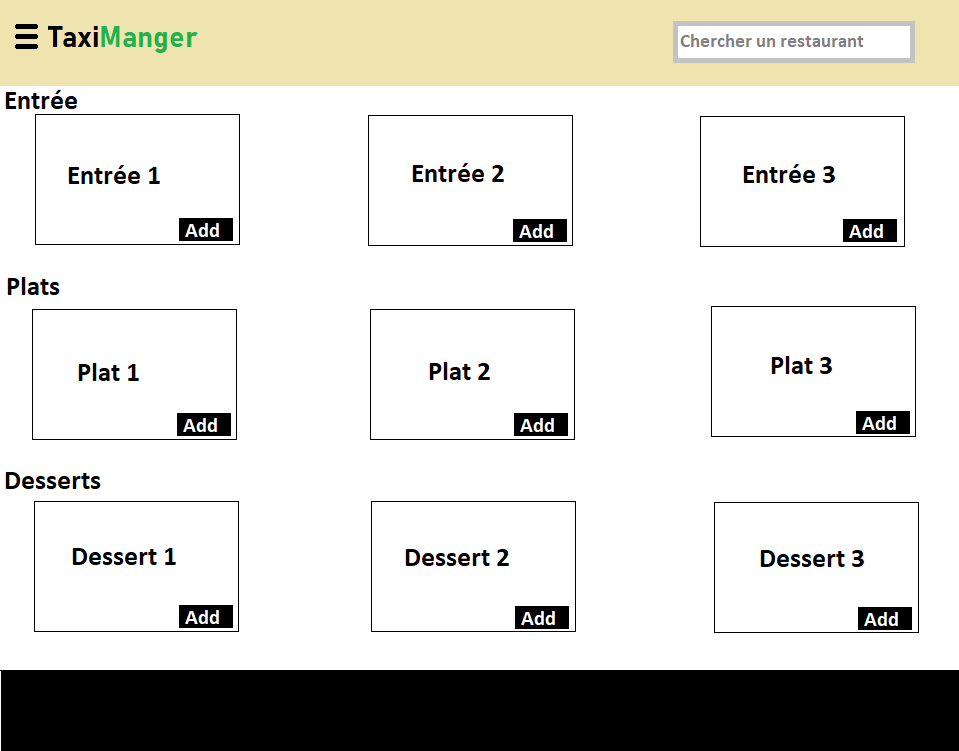 TaxiManger
Chercher un restaurant
Entrée
Entrée 1
Add
Entrée 2
Add
Entrée 3
Add
Plats
Plat 1
Add
Plat 2
Add
Plat 3
Add
Desserts
Dessert 1
Add
Dessert 2
Add
Dessert 3
Add